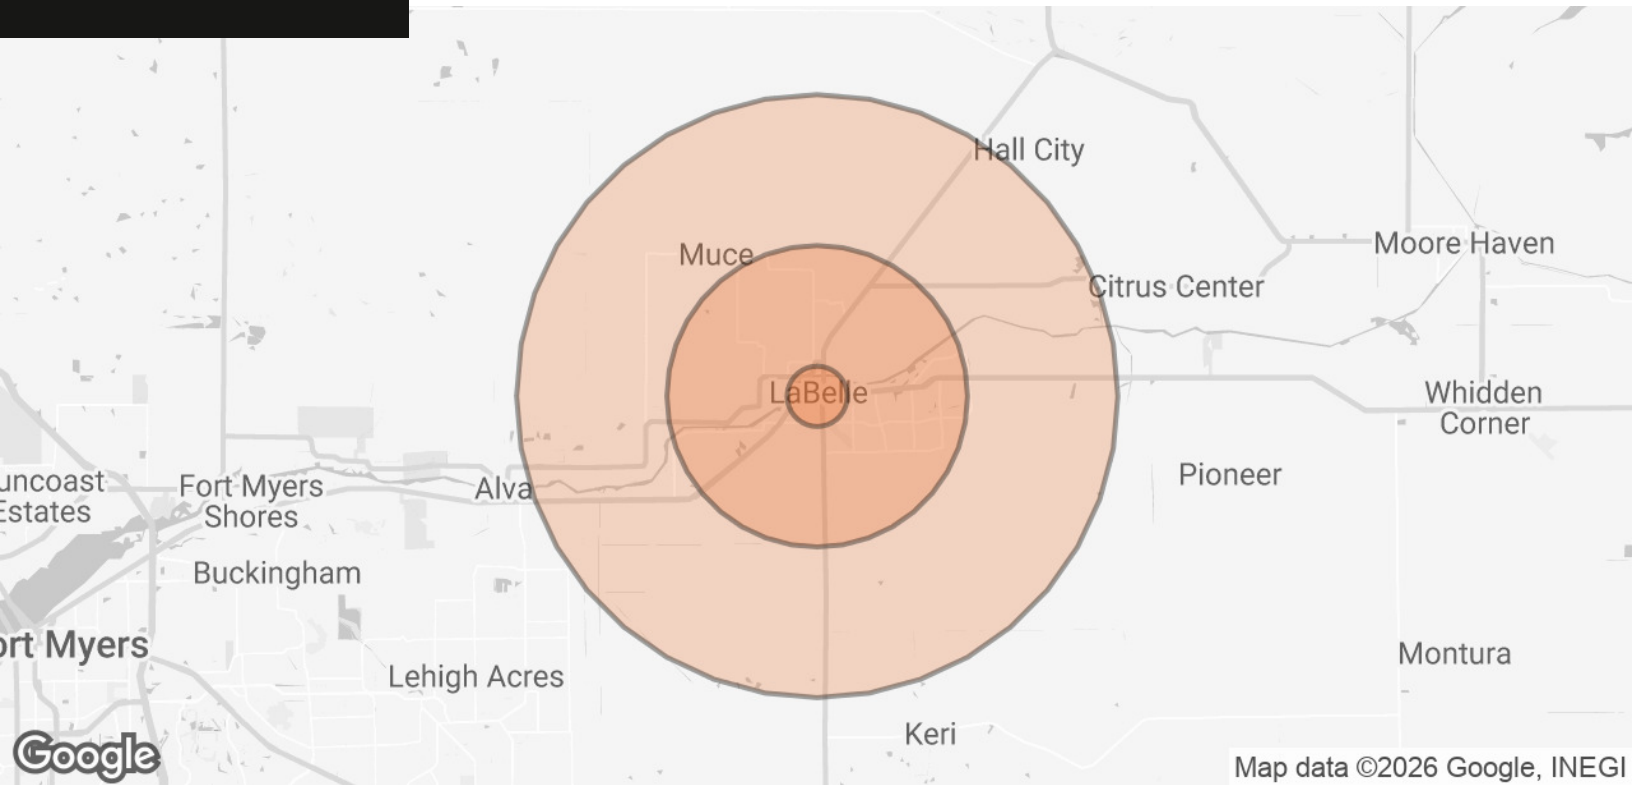 Hall City
Moore Haven
Muce
Citrus Center
LaBelle
Whidden
Corner
Pioneer
uncoast
Estates
Fort Myers
Shores
Alva
Buckingham
ort Myers
Montura
Lehigh Acres
Keri
Google
Map data ©2026 Google, INEGI